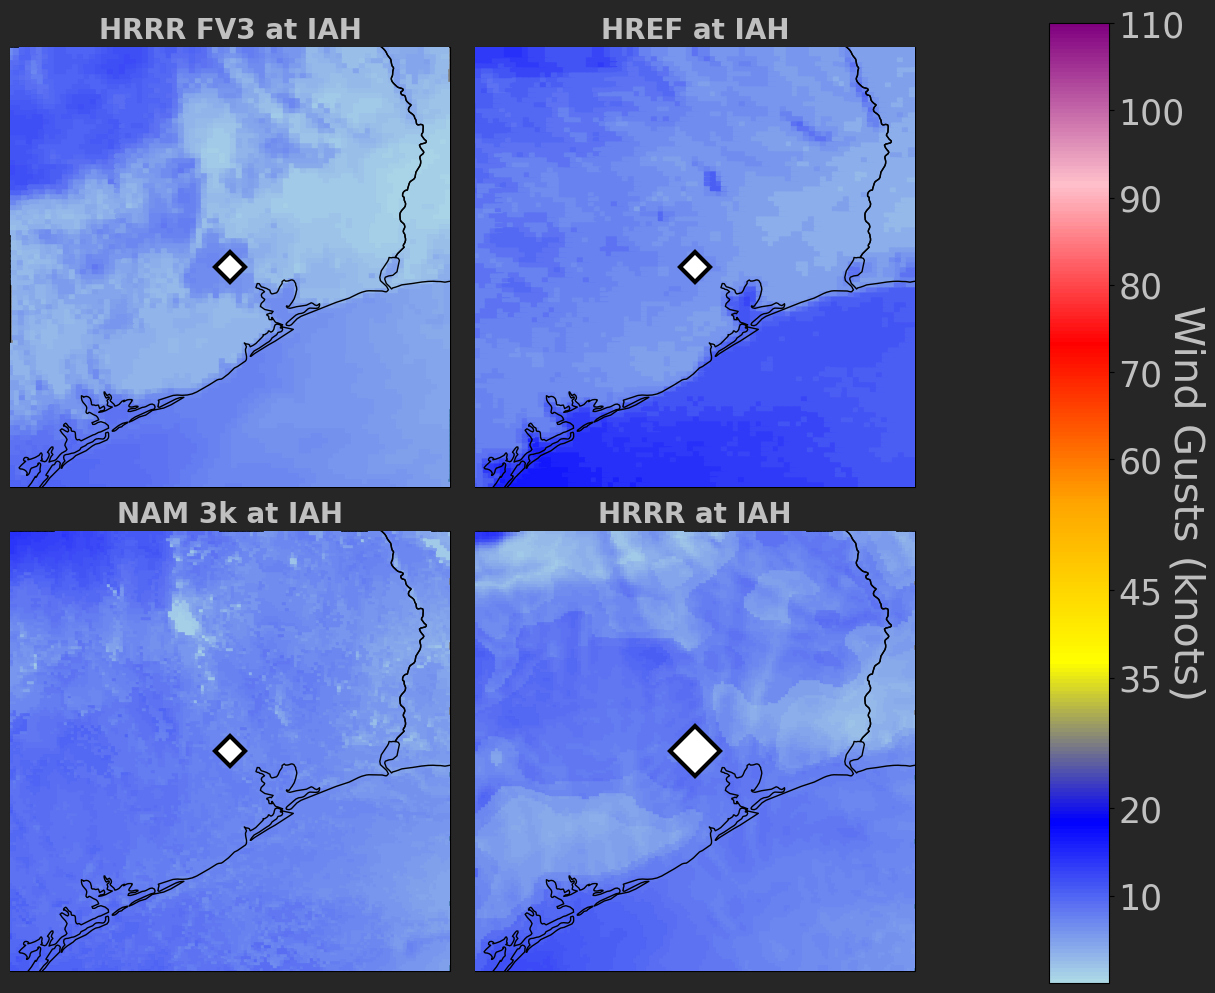 HRRR FV3 at IAH
HREF at IAH
NAM 3k at IAH
HRRR at IAH
110
100
90
80
70
60
45
35
20
10
Wind Gusts (knots)